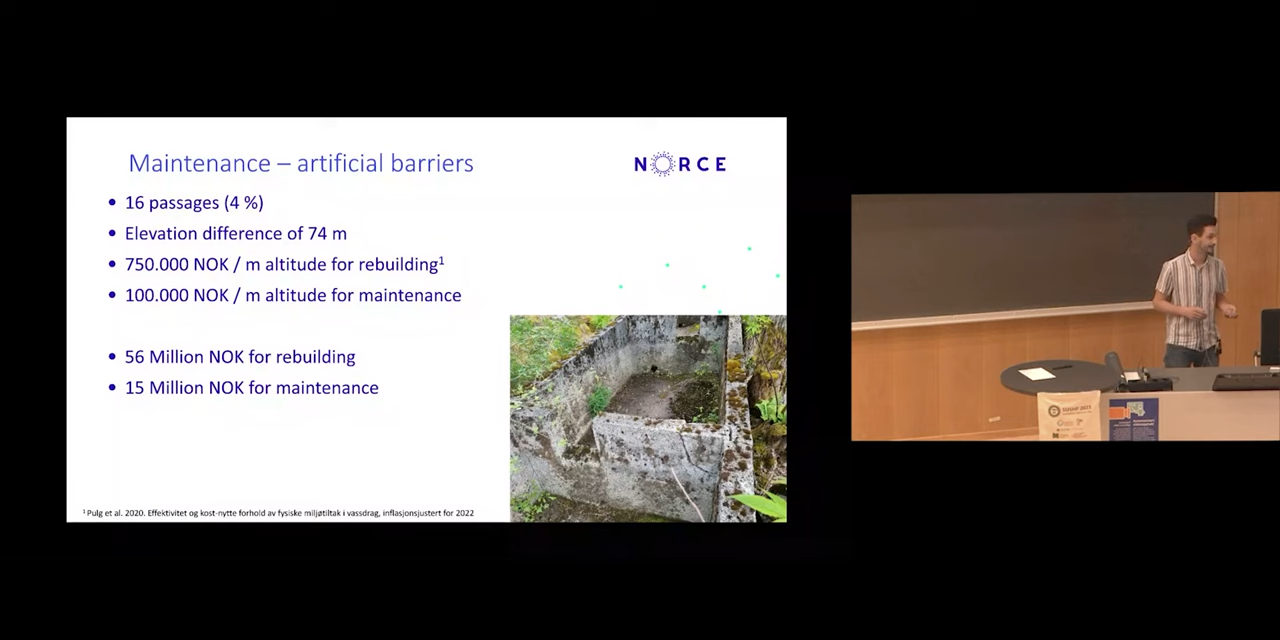 Maintenance – artificial barriers
NORCE
• 16 passages (4 %)
• Elevation difference of 74 m
• 750.000 NOK / m altitude for rebuilding¹
• 100.000 NOK / m altitude for maintenance
• 56 Million NOK for rebuilding
• 15 Million NOK for maintenance
¹ Pulg et al. 2020. Effektivitet og kost-nytte forhold av fysiske miljøtiltak i vassdrag, inflasjonsjustert for 2022